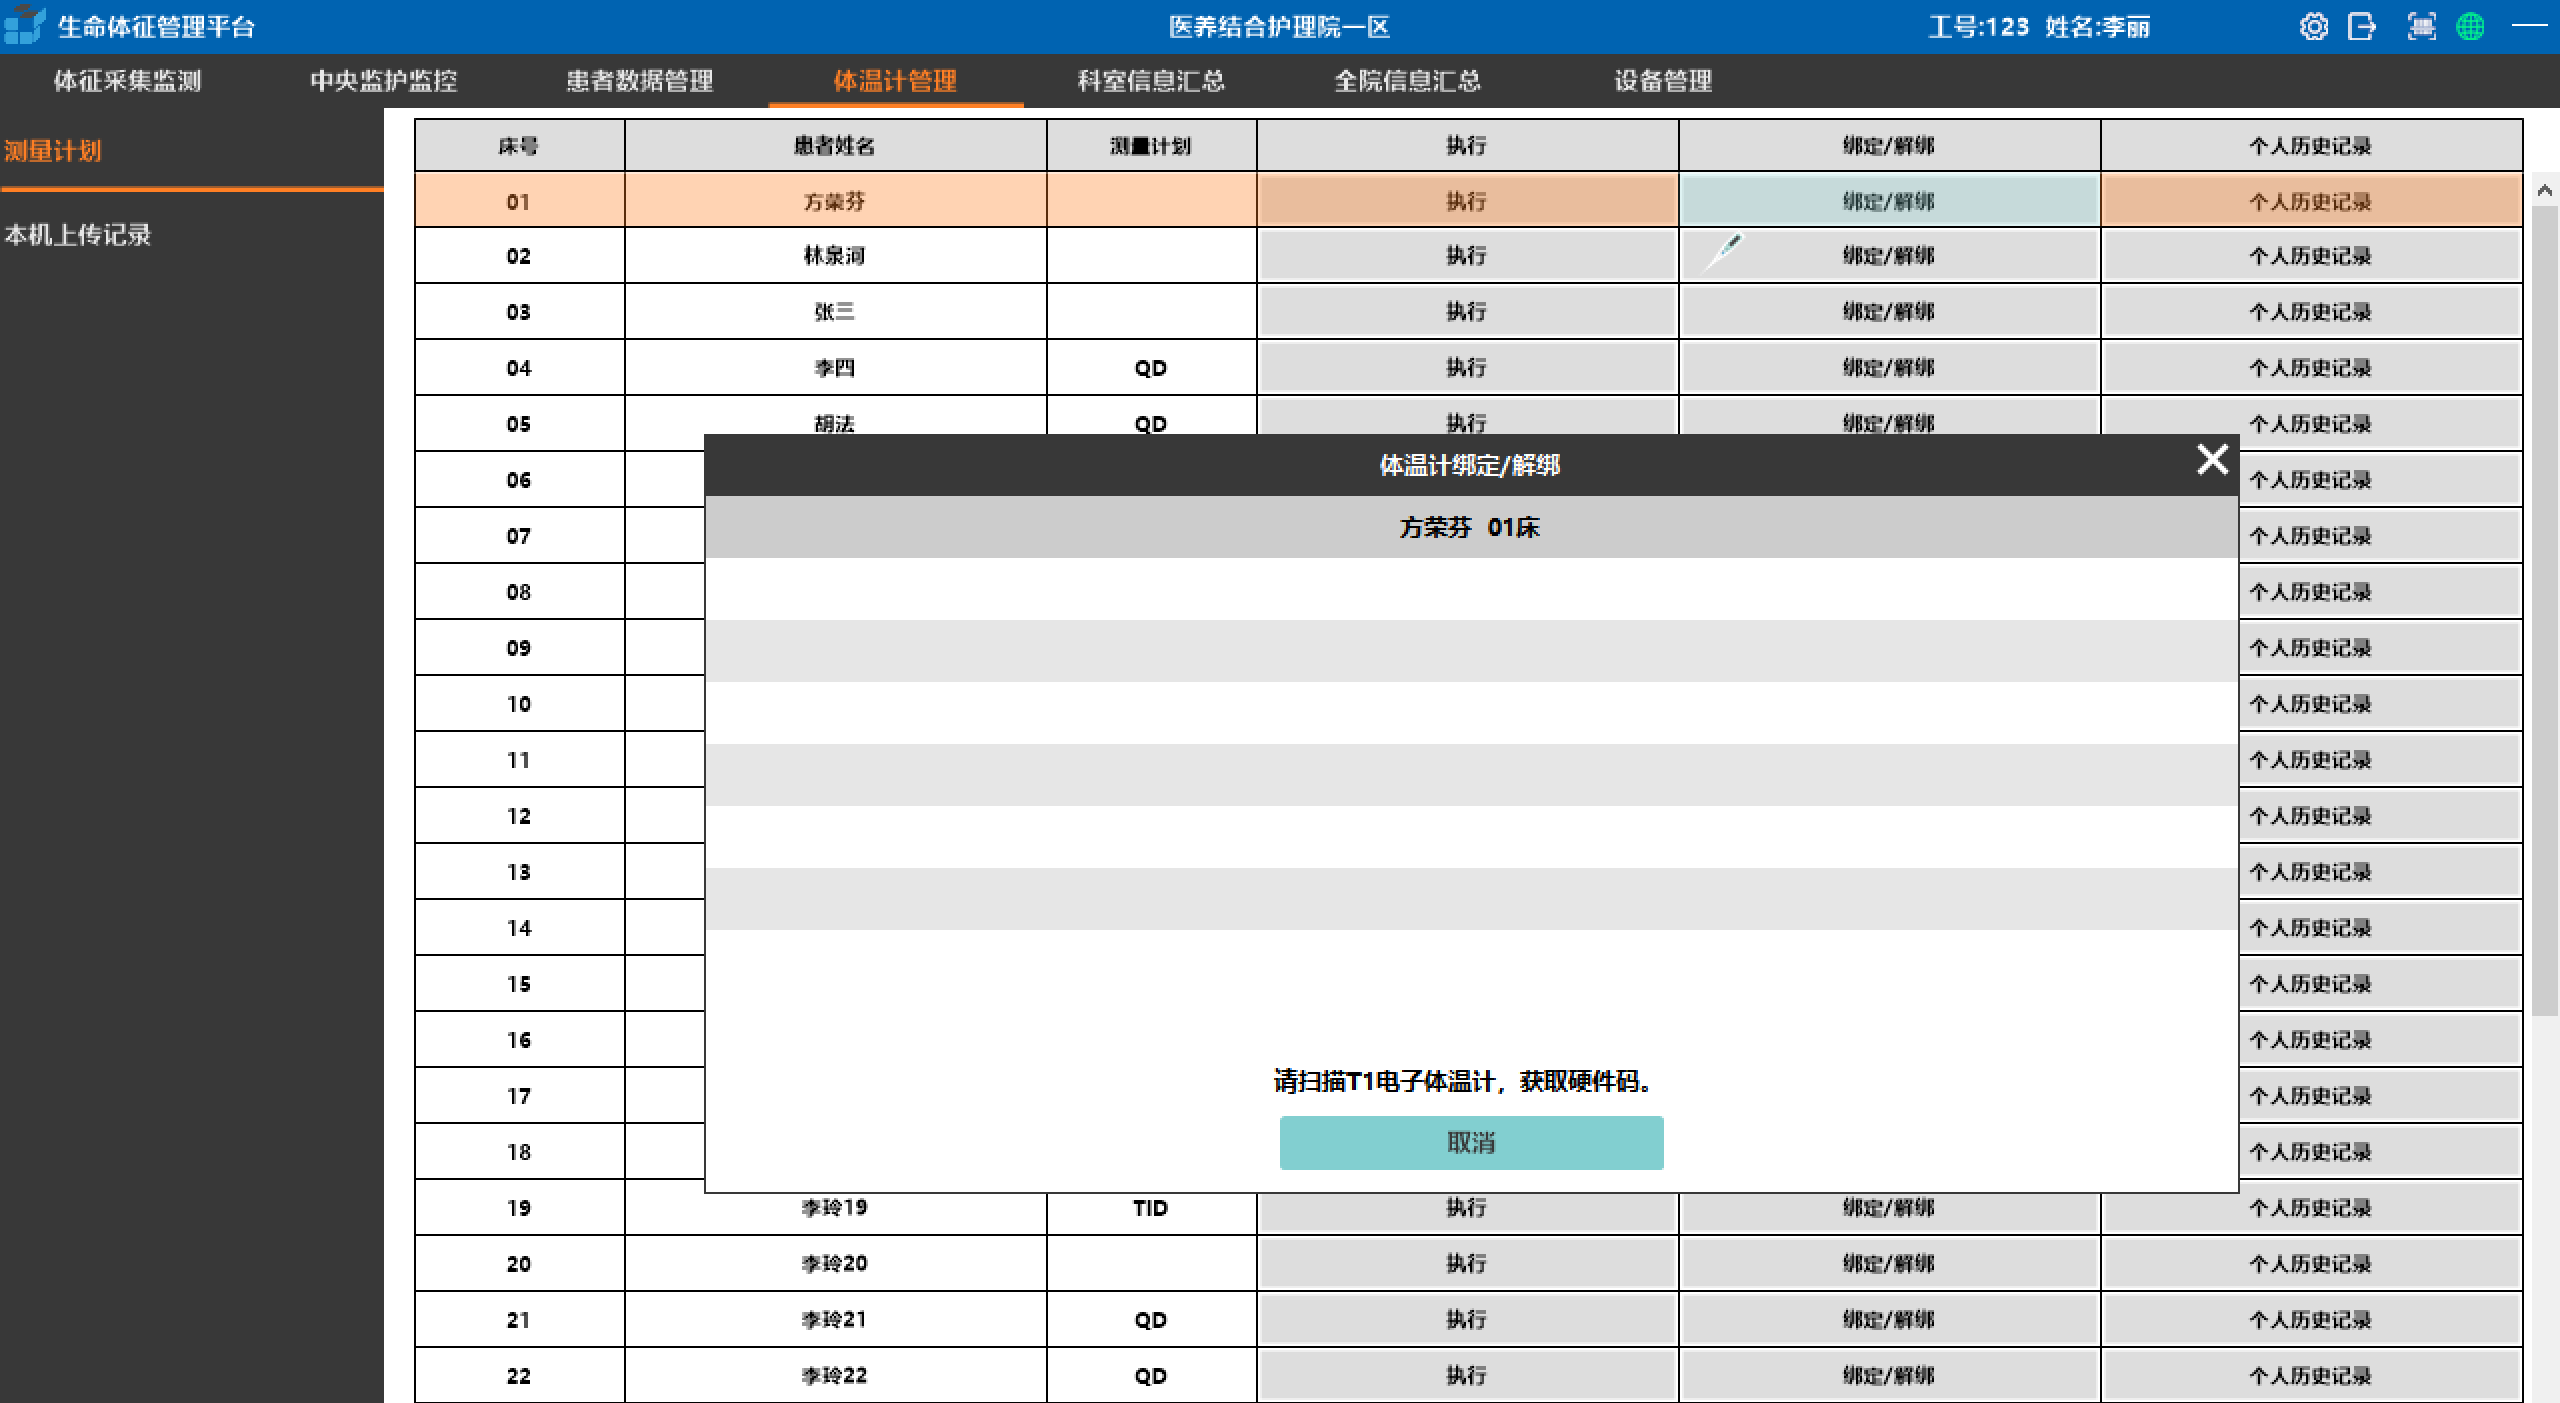 生命体征管理平台 医养结合护理院一区 工号:123 姓名:李丽
体征采集监测 中央监护监控 患者数据管理 体温计管理 科室信息汇总 全院信息汇总 设备管理
测量计划
本机上传记录
床号 患者姓名 测量计划 执行 绑定/解绑 个人历史记录
01 方荣芬 执行 绑定/解绑 个人历史记录
02 林泉河 执行 绑定/解绑 个人历史记录
03 张三 执行 绑定/解绑 个人历史记录
04 李四 QD 执行 绑定/解绑 个人历史记录
05 胡法 QD 执行 绑定/解绑 个人历史记录
06 个人历史记录
07 个人历史记录
08 个人历史记录
09 个人历史记录
10 个人历史记录
11 个人历史记录
12 个人历史记录
13 个人历史记录
14 个人历史记录
15 个人历史记录
16 个人历史记录
17 个人历史记录
18 个人历史记录
19 李玲19 TID 执行 绑定/解绑 个人历史记录
20 李玲20 执行 绑定/解绑 个人历史记录
21 李玲21 QD 执行 绑定/解绑 个人历史记录
22 李玲22 QD 执行 绑定/解绑 个人历史记录
体温计绑定/解绑
方荣芬 01床
请扫描T1电子体温计，获取硬件码。
取消